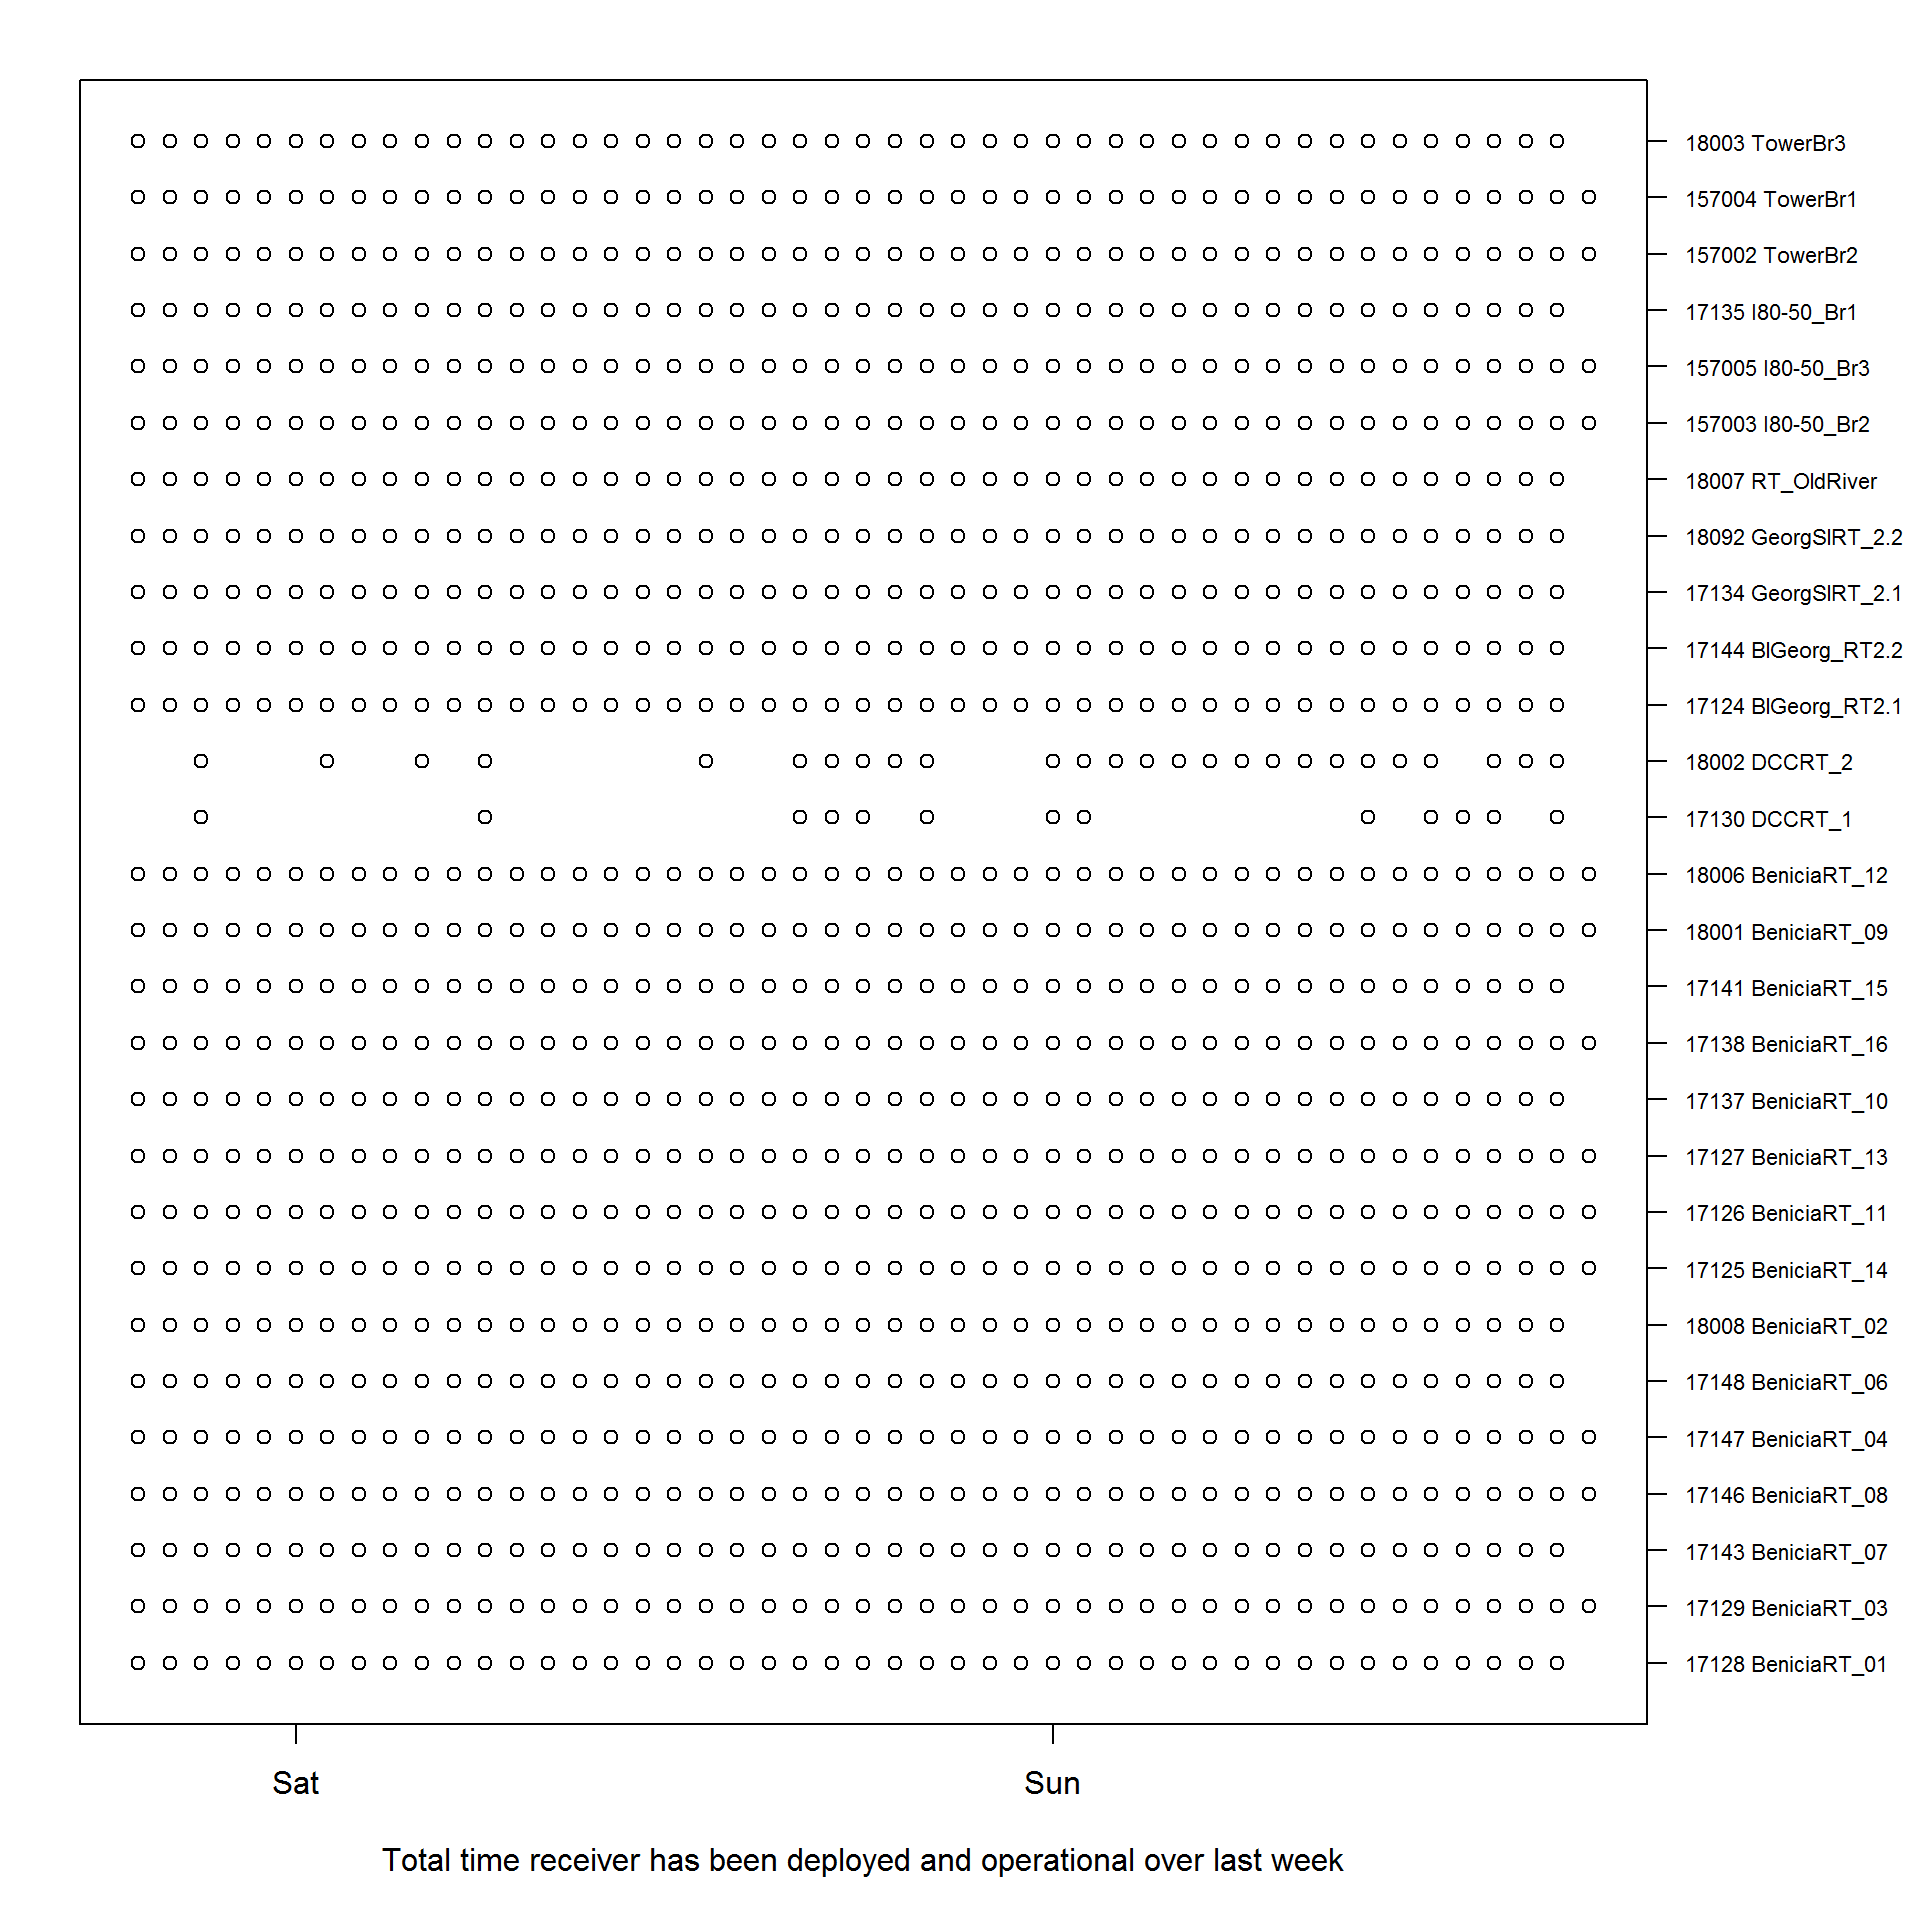 18003 TowerBr3
157004 TowerBr1
157002 TowerBr2
17135 I80-50_Br1
157005 I80-50_Br3
157003 I80-50_Br2
18007 RT_OldRiver
18092 GeorgSlRT_2.2
17134 GeorgSlRT_2.1
17144 BlGeorg_RT2.2
17124 BlGeorg_RT2.1
18002 DCCRT_2
17130 DCCRT_1
18006 BeniciaRT_12
18001 BeniciaRT_09
17141 BeniciaRT_15
17138 BeniciaRT_16
17137 BeniciaRT_10
17127 BeniciaRT_13
17126 BeniciaRT_11
17125 BeniciaRT_14
18008 BeniciaRT_02
17148 BeniciaRT_06
17147 BeniciaRT_04
17146 BeniciaRT_08
17143 BeniciaRT_07
17129 BeniciaRT_03
17128 BeniciaRT_01
Sat Sun
Total time receiver has been deployed and operational over last week